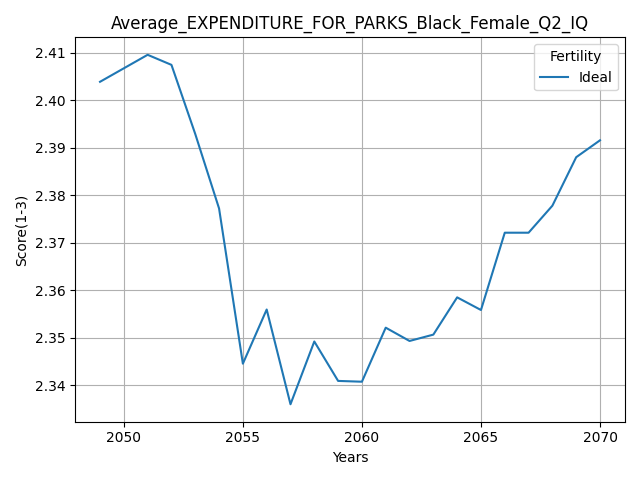 Average_EXPENDITURE_FOR_PARKS_Black_Female_Q2_IQ
Fertility
Ideal
2.41
2.40
2.39
2.38
2.37
2.36
2.35
2.34
Score(1-3)
2050
2055
2060
2065
2070
Years